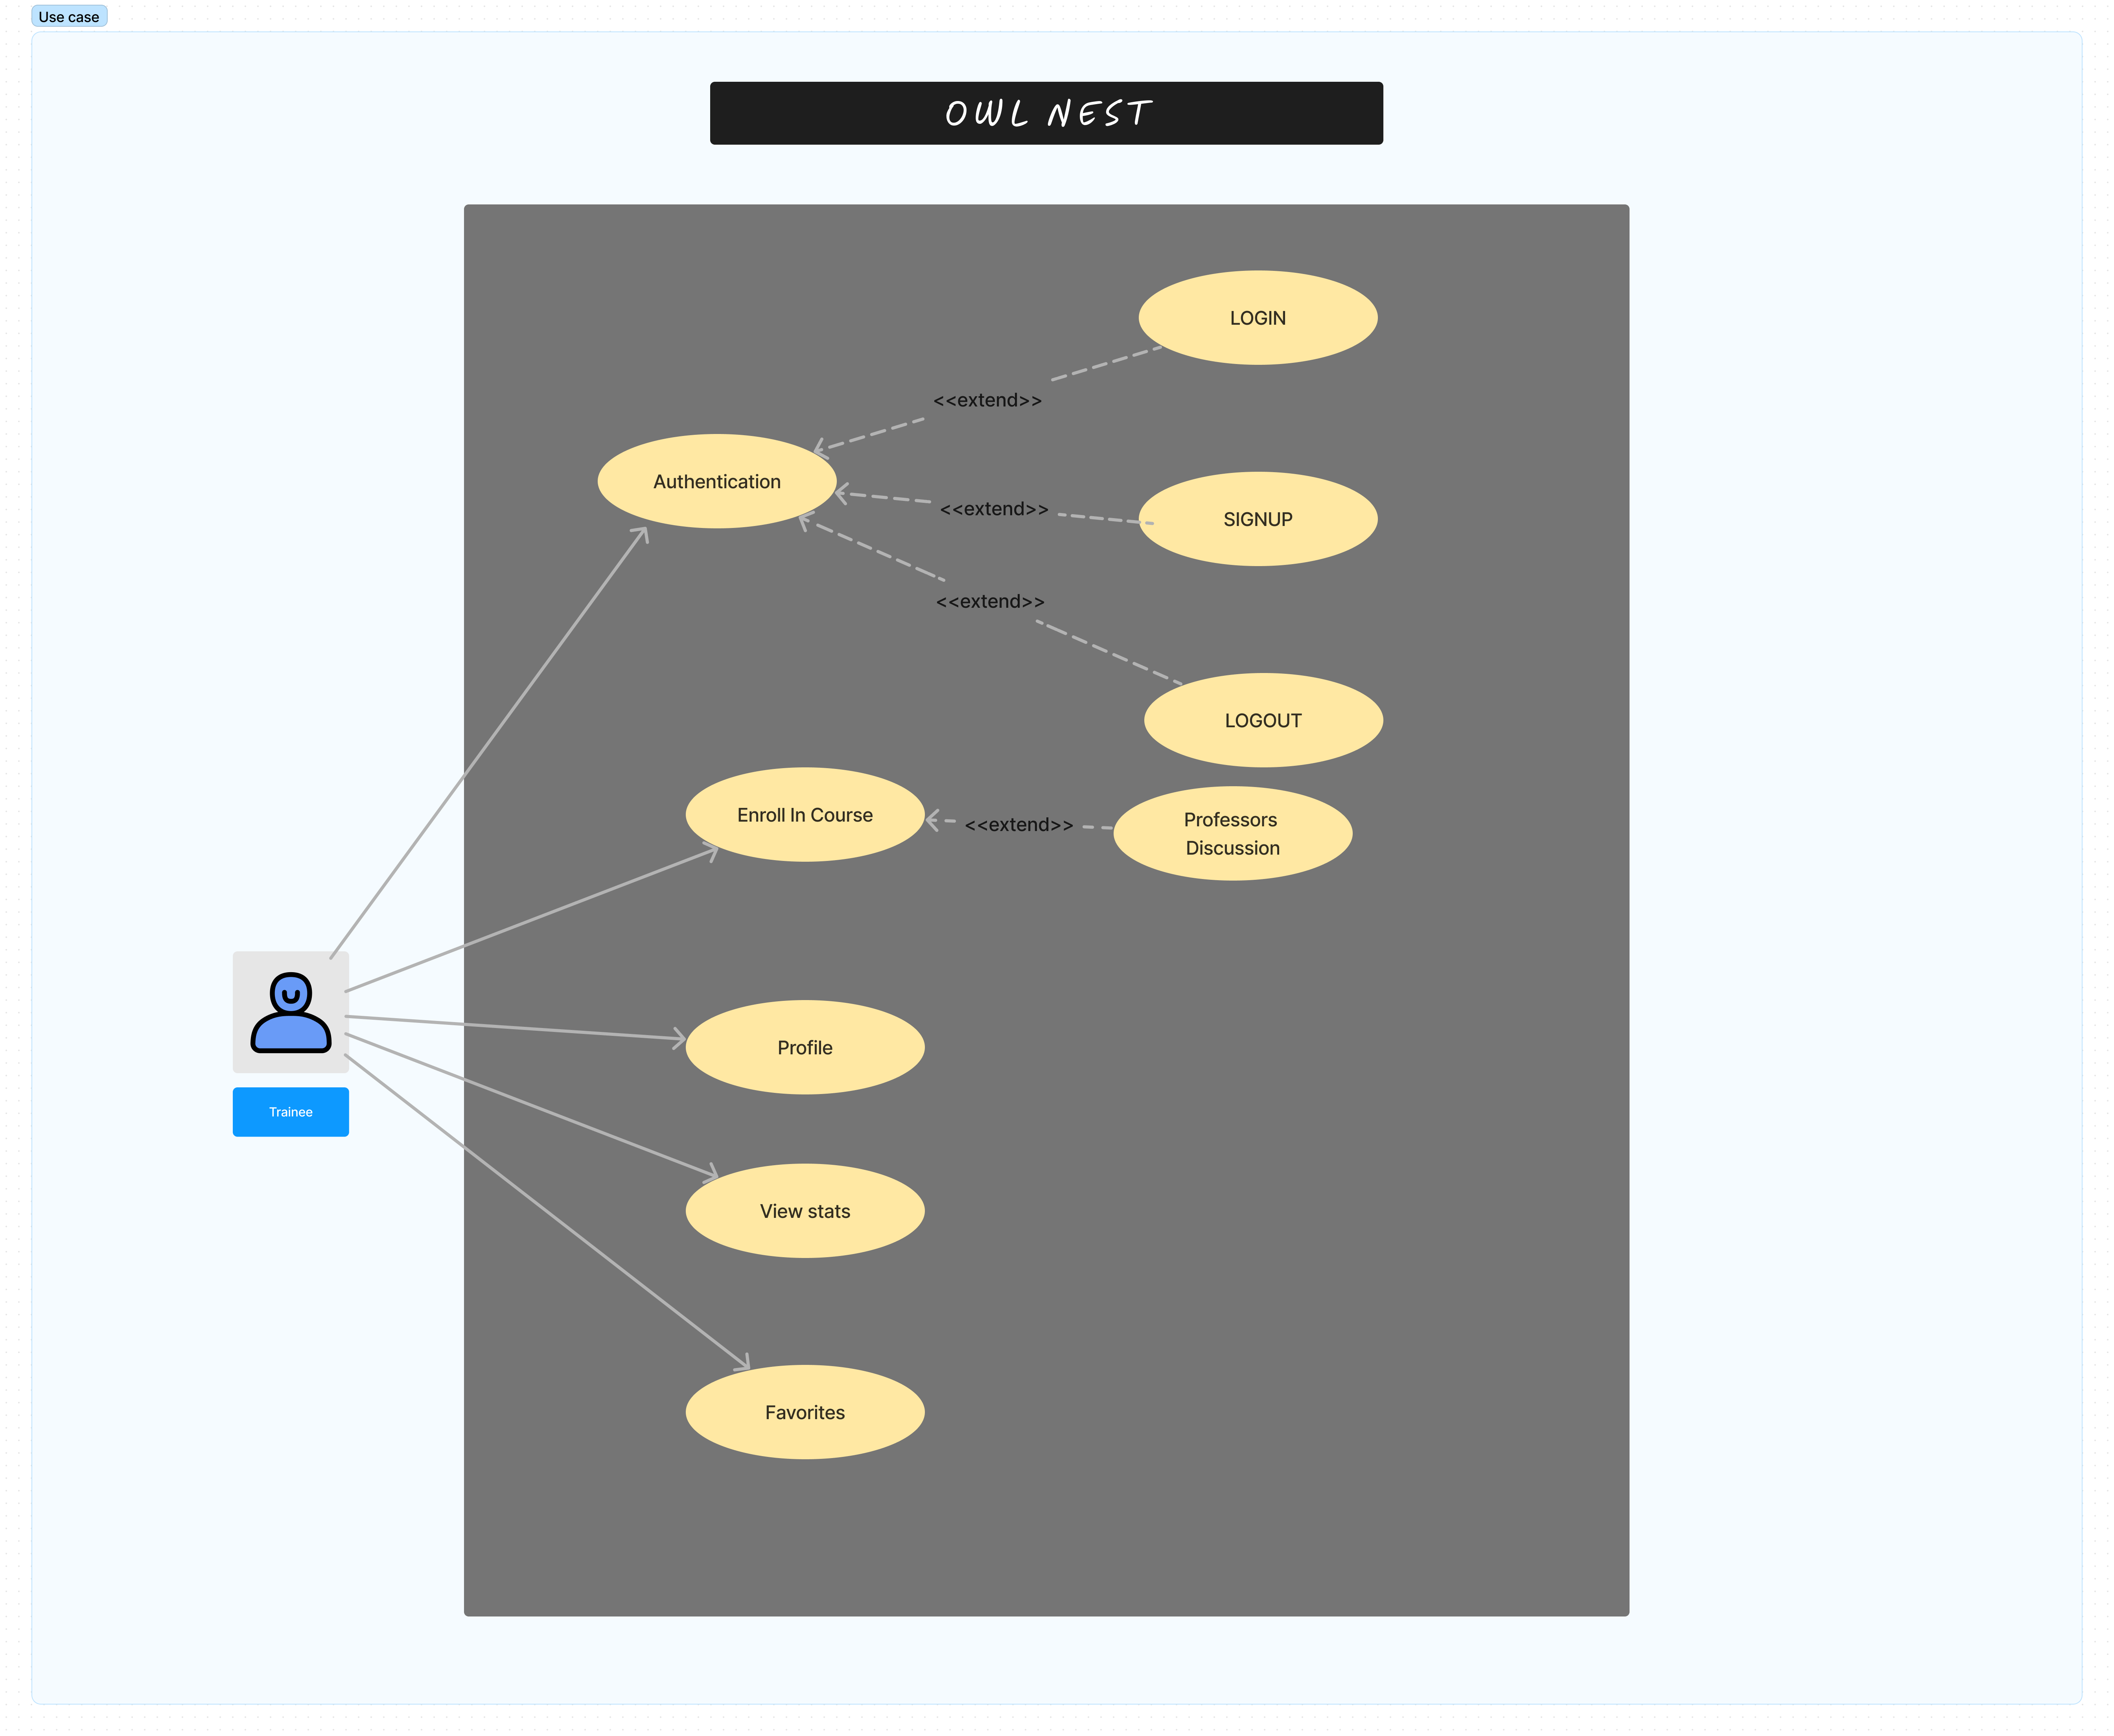 Use case
OWL NEST
LOGIN
<<extend>>
Authentication
<<extend>>
SIGNUP
<<extend>>
LOGOUT
Enroll In Course
<<extend>>
Professors
Discussion
Profile
Trainee
View stats
Favorites